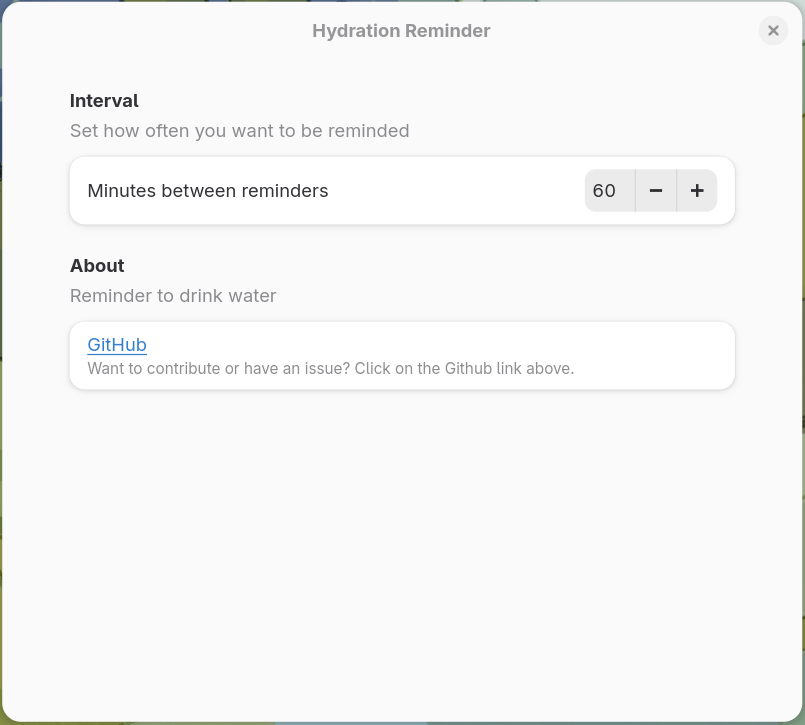 Hydration Reminder
Interval
Set how often you want to be reminded
Minutes between reminders 60 − +
About
Reminder to drink water
GitHub
Want to contribute or have an issue? Click on the Github link above.